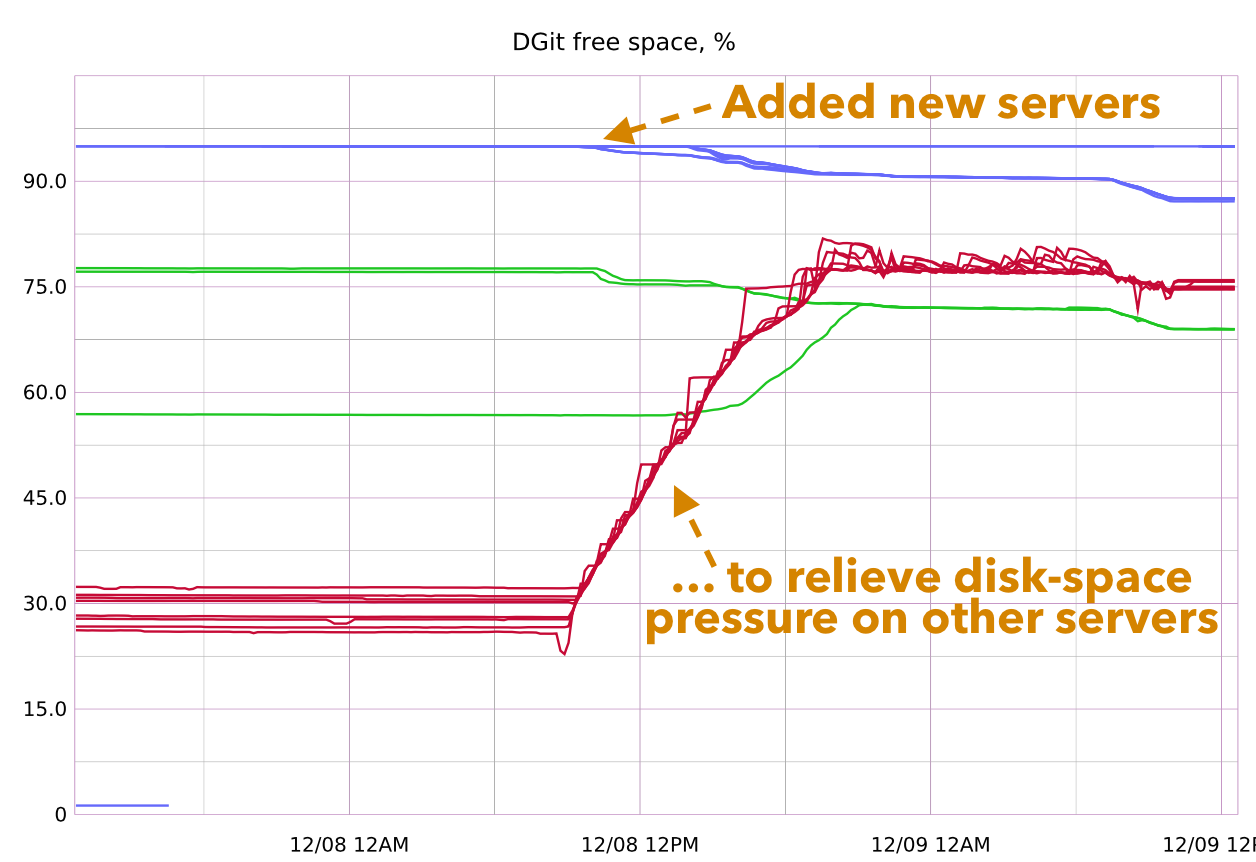 DGit free space, %
Added new servers
90.0
75.0
60.0
45.0
... to relieve disk-space
pressure on other servers
30.0
15.0
0
12/08 12AM
12/08 12PM
12/09 12AM
12/09 12